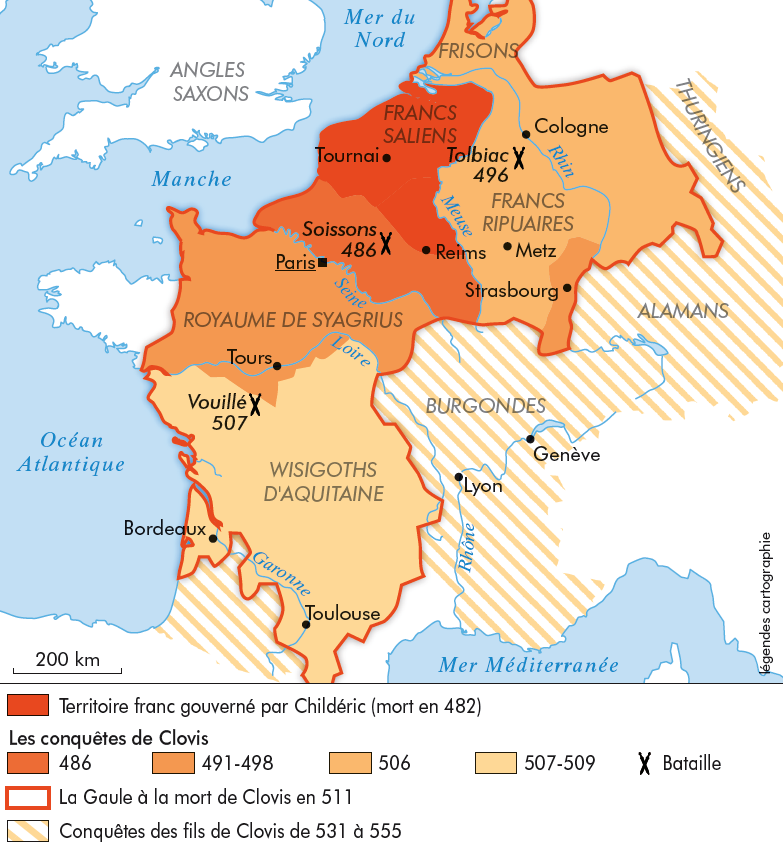 Mer du
Nord
FRISONS
ANGLES
SAXONS
THURINGIENS
FRANCS
SALIENS
Cologne
Tournai
Tolbiac
496
Rhin
Manche
Meuse
FRANCS
RIPUAIRES
Soissons
486
Reims
Metz
Paris
Seine
Strasbourg
ROYAUME DE SYAGRIUS
ALAMANS
Loire
Tours
Vouillé
507
BURGONDES
Océan
Atlantique
Genève
WISIGOTHS
D'AQUITAINE
Lyon
Bordeaux
Rhône
Garonne
Toulouse
légendes cartographie
200 km
Mer Méditerranée
Territoire franc gouverné par Childéric (mort en 482)
Les conquêtes de Clovis
486 491-498 506 507-509 Bataille
La Gaule à la mort de Clovis en 511
Conquêtes des fils de Clovis de 531 à 555